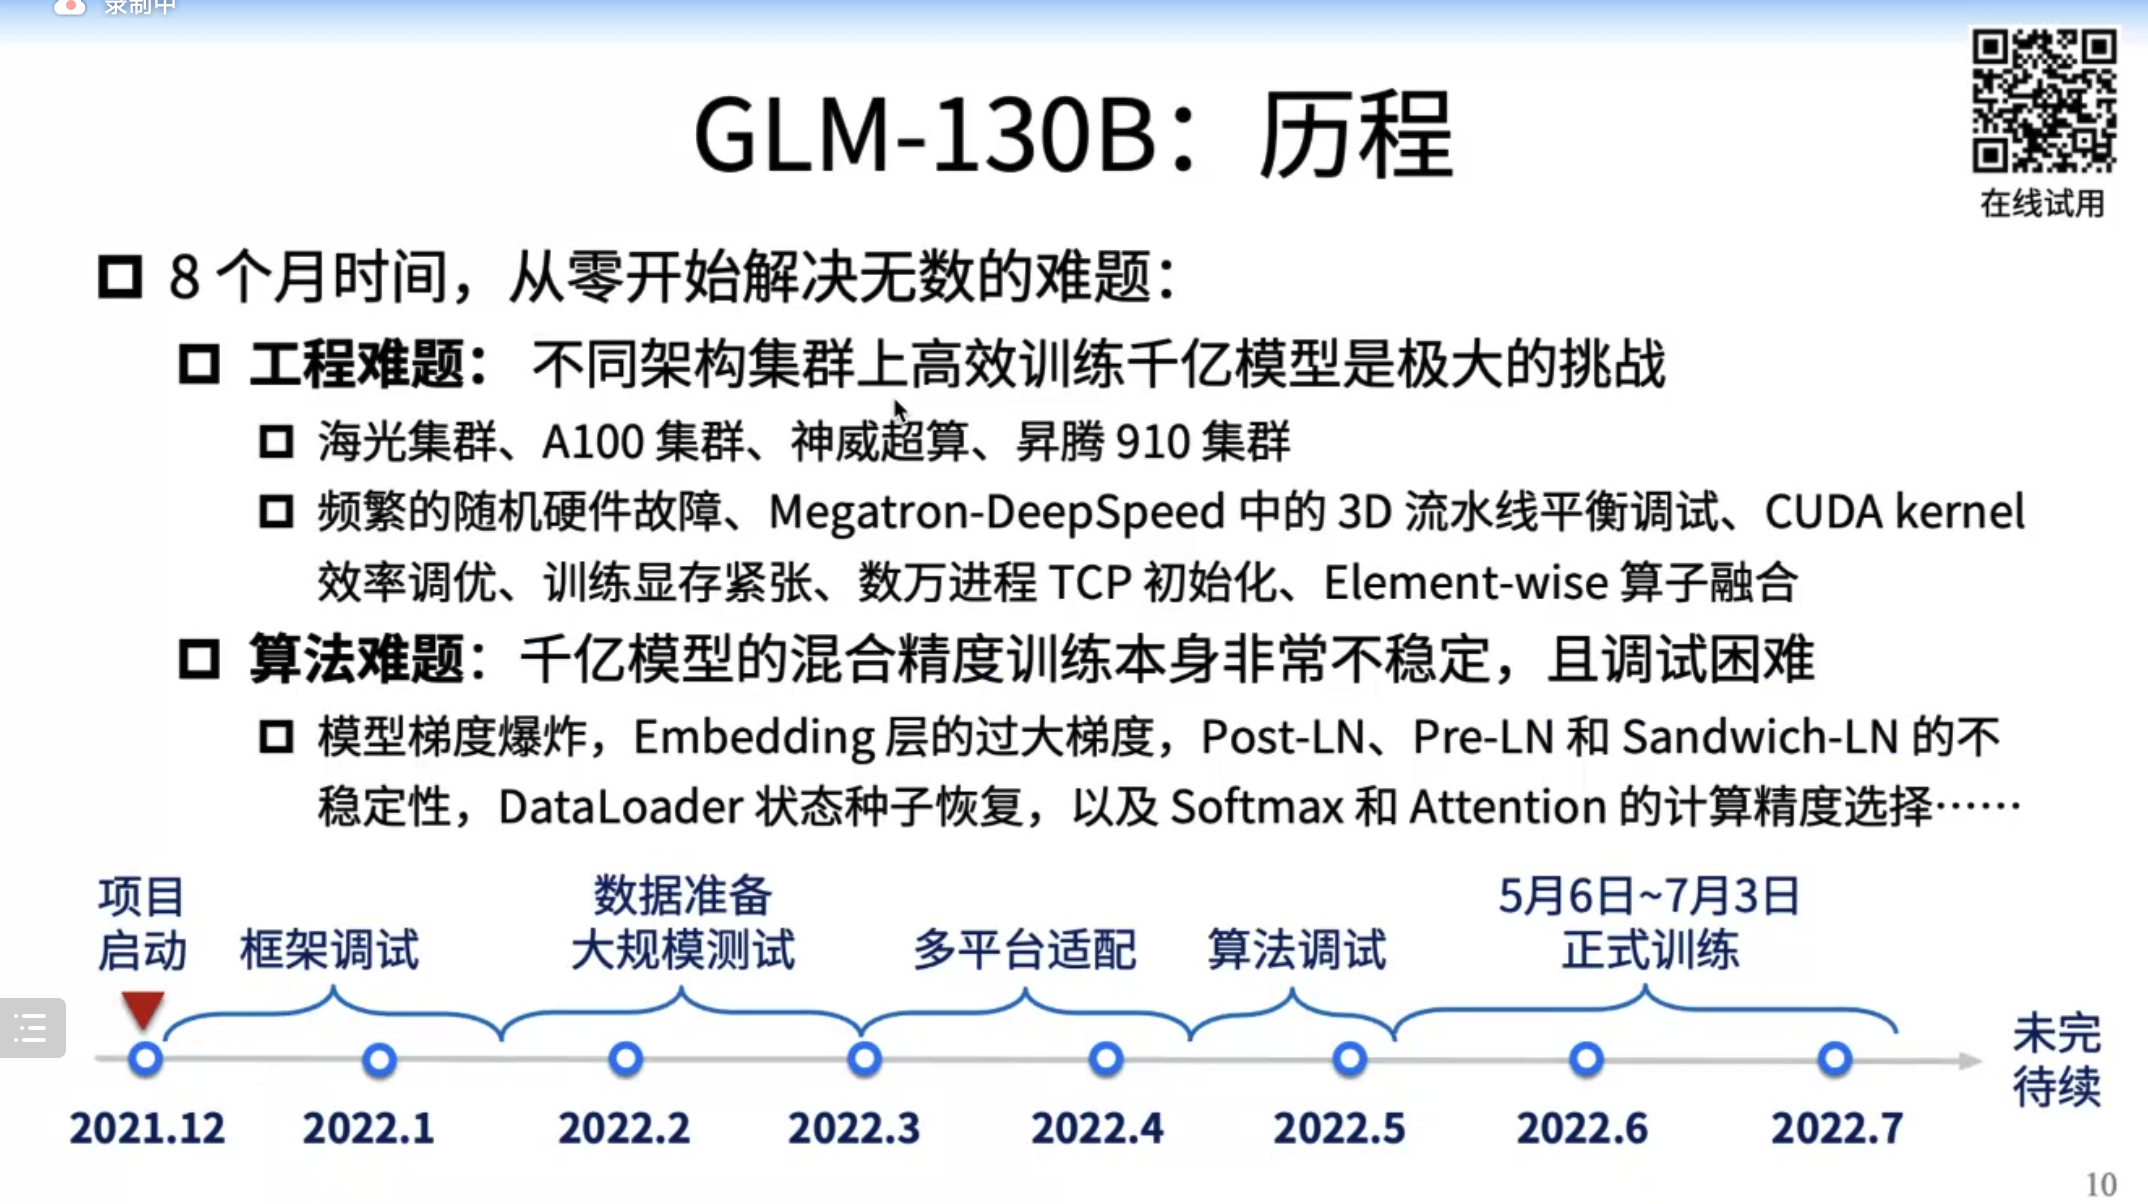 录制中
GLM-130B：历程
在线试用
8 个月时间，从零开始解决无数的难题：
工程难题： 不同架构集群上高效训练千亿模型是极大的挑战
海光集群、A100 集群、神威超算、昇腾 910 集群
频繁的随机硬件故障、Megatron-DeepSpeed 中的 3D 流水线平衡调试、CUDA kernel
效率调优、训练显存紧张、数万进程 TCP 初始化、Element-wise 算子融合
算法难题：千亿模型的混合精度训练本身非常不稳定，且调试困难
模型梯度爆炸，Embedding 层的过大梯度，Post-LN、Pre-LN 和 Sandwich-LN 的不
稳定性，DataLoader 状态种子恢复，以及 Softmax 和 Attention 的计算精度选择……
项目
启动
框架调试
数据准备
大规模测试
多平台适配
算法调试
5月6日~7月3日
正式训练
未完
待续
2021.12
2022.1
2022.2
2022.3
2022.4
2022.5
2022.6
2022.7
10